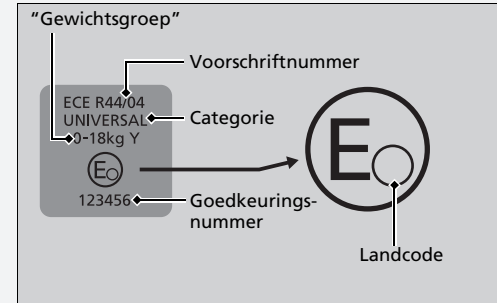 “Gewichtsgroep”
Voorschriftnummer
ECE R44/04
UNIVERSAL
Categorie
0-18kg Y
E
E
123456
Goedkeurings-
nummer
Landcode